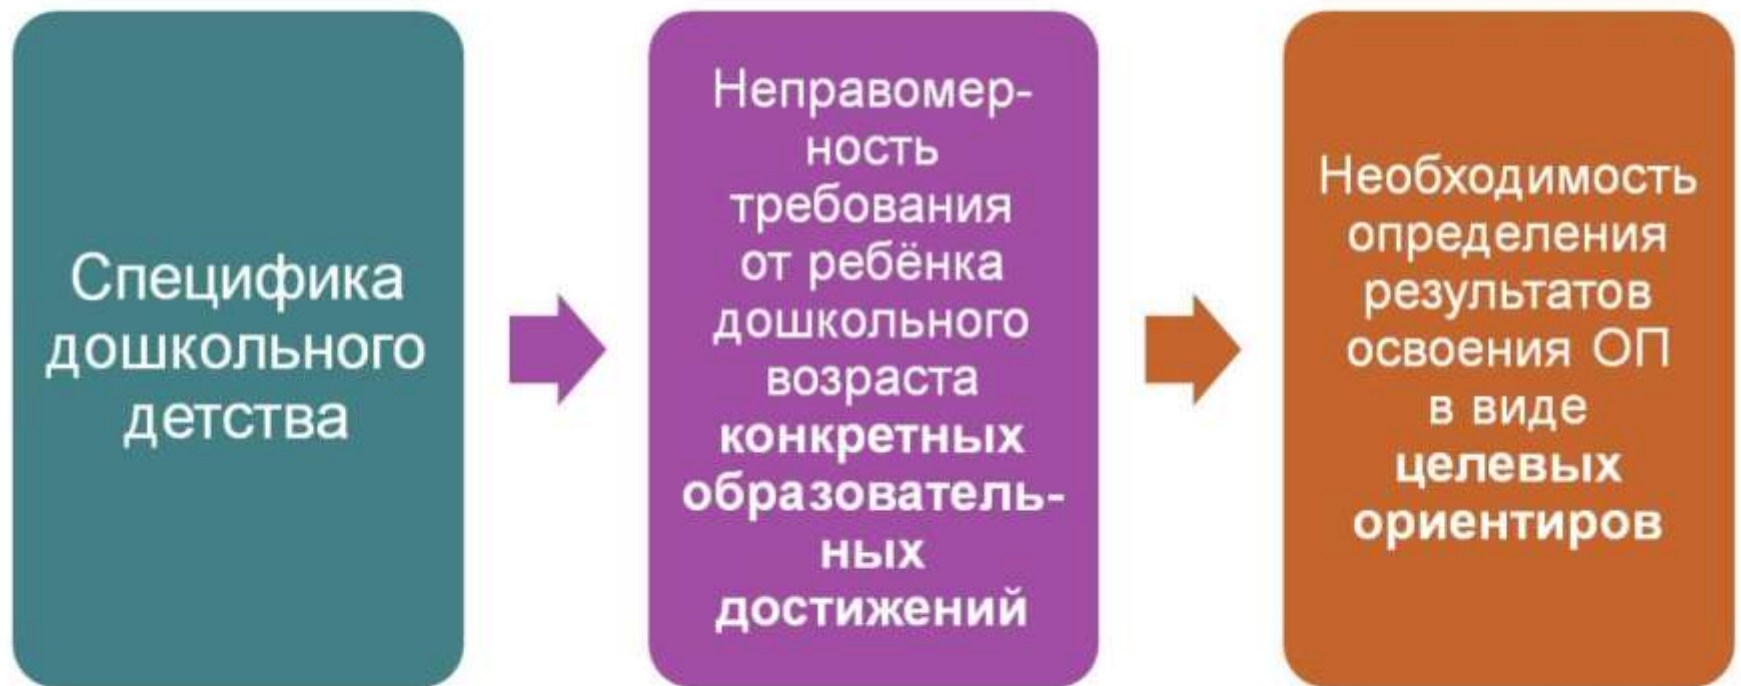 Специфика
дошкольного
детства
Неправомер-
ность
требования
от ребёнка
дошкольного
возраста
конкретных
образователь-
ных
достижений
Необходимость
определения
результатов
освоения ОП
в виде
целевых
ориентиров